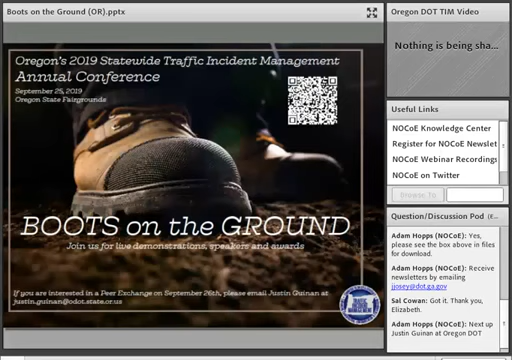 Boots on the Ground (OR).pptx
Oregon's 2019 Statewide Traffic Incident Management
Annual Conference
September 25, 2019
Oregon State Fairgrounds
BOOTS on the GROUND
Join us for live demonstrations, speakers and awards
If you are interested in a Peer Exchange on September 26th, please email Justin Guinan at
justin.guinan@odot.state.or.us
Oregon DOT TIM Video
Nothing is being sha...
Useful Links
NOCoE Knowledge Center
Register for NOCoE Newslet
NOCoE Webinar Recordings
NOCoE on Twitter
Browse To
Question/Discussion Pod
Adam Hopps (NOCoE): Yes,
please see the box above in files
for download.
Adam Hopps (NOCoE): Receive
newsletters by emailing
jjosey@dot.ga.gov
Sal Cowan: Got it. Thank you,
Elizabeth.
Adam Hopps (NOCoE): Next up
Justin Guinan at Oregon DOT